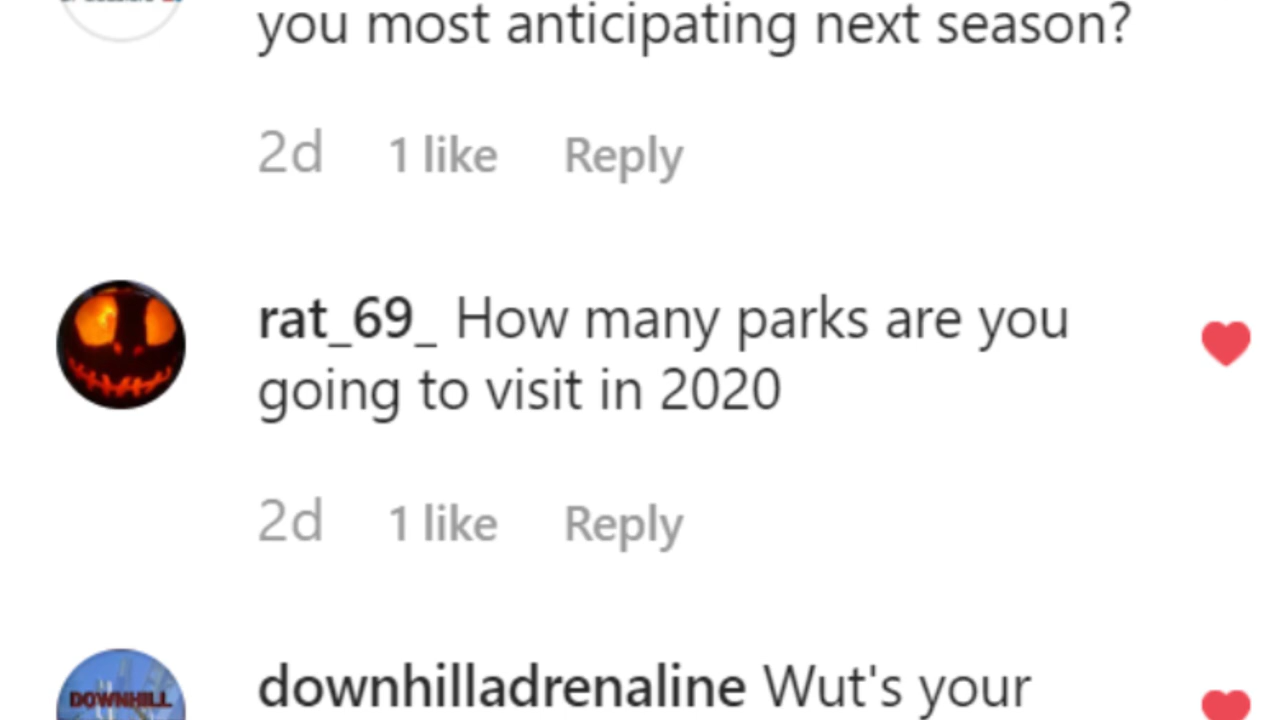 you most anticipating next season?
2d 1 like Reply
rat_69_ How many parks are you
going to visit in 2020
2d 1 like Reply
downhilladrenaline Wut's your
DOWNHILL